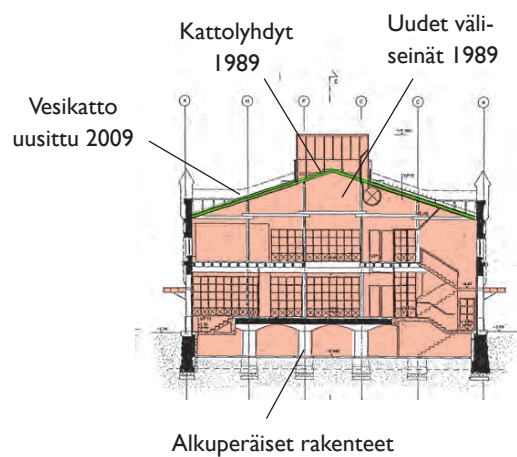 Kattolyhdyt
1989
Uudet väli-
seinät 1989
Vesikatto
uusittu 2009
Alkuperäiset rakenteet